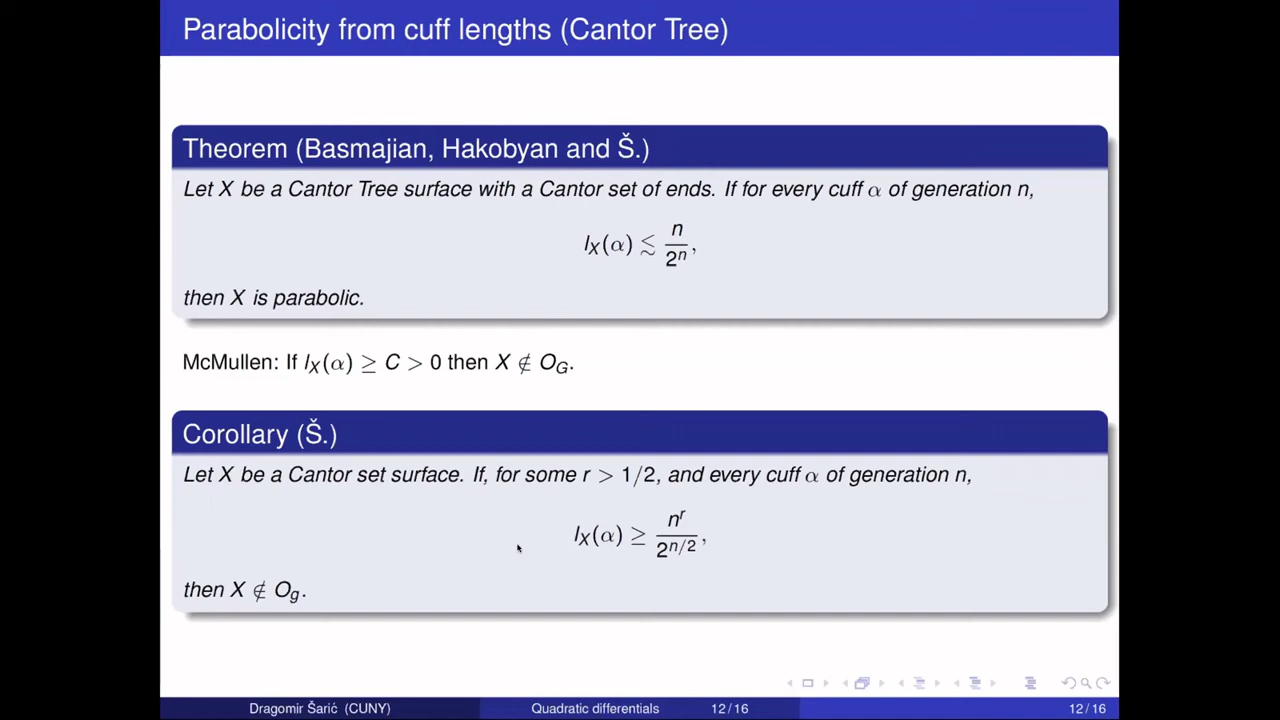 Parabolicity from cuff lengths (Cantor Tree)
Theorem (Basmajian, Hakobyan and Š.)
Let X be a Cantor Tree surface with a Cantor set of ends. If for every cuff α of generation n,
l_X(α) ≲ n/2^n,
then X is parabolic.
McMullen: If l_X(α) ≥ C > 0 then X ∉ O_G.
Corollary (Š.)
Let X be a Cantor set surface. If, for some r > 1/2, and every cuff α of generation n,
l_X(α) ≥ n^r/2^{n/2},
then X ∉ O_g.
Dragomir Šarić (CUNY) Quadratic differentials 12/16 12/16